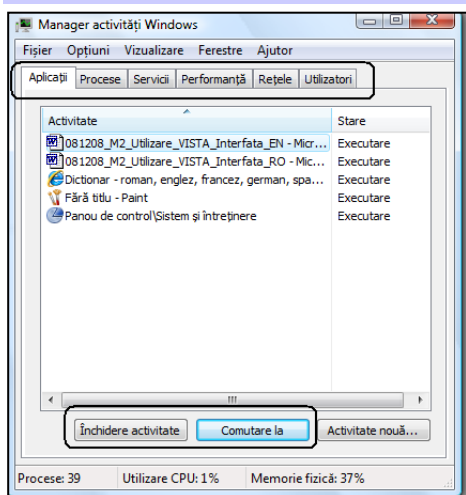 Manager activități Windows
Fișier Opțiuni Vizualizare Ferestre Ajutor
Aplicații Procese Servicii Performanță Rețele Utilizatori
Activitate Stare
081208_M2_Utilizare_VISTA_Interfata_EN - Micr... Executare
081208_M2_Utilizare_VISTA_Interfata_RO - Mic... Executare
Dictionar - roman, englez, francez, german, spa... Executare
Fără titlu - Paint Executare
Panou de control\Sistem și întreținere Executare
Închidere activitate Comutare la Activitate nouă...
Procese: 39 Utilizare CPU: 1% Memorie fizică: 37%